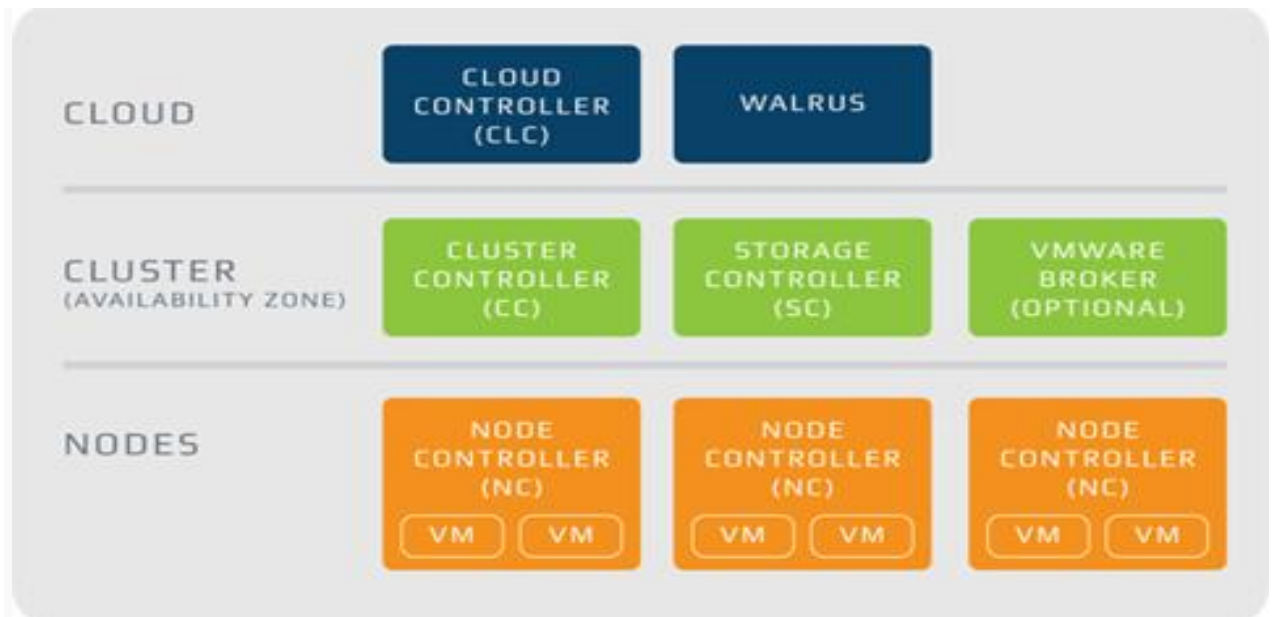 CLOUD
CLOUD
CONTROLLER
(CLC)
WALRUS
CLUSTER
(AVAILABILITY ZONE)
CLUSTER
CONTROLLER
(CC)
STORAGE
CONTROLLER
(SC)
VMWARE
BROKER
(OPTIONAL)
NODES
NODE
CONTROLLER
(NC)
VM VM
NODE
CONTROLLER
(NC)
VM VM
NODE
CONTROLLER
(NC)
VM VM